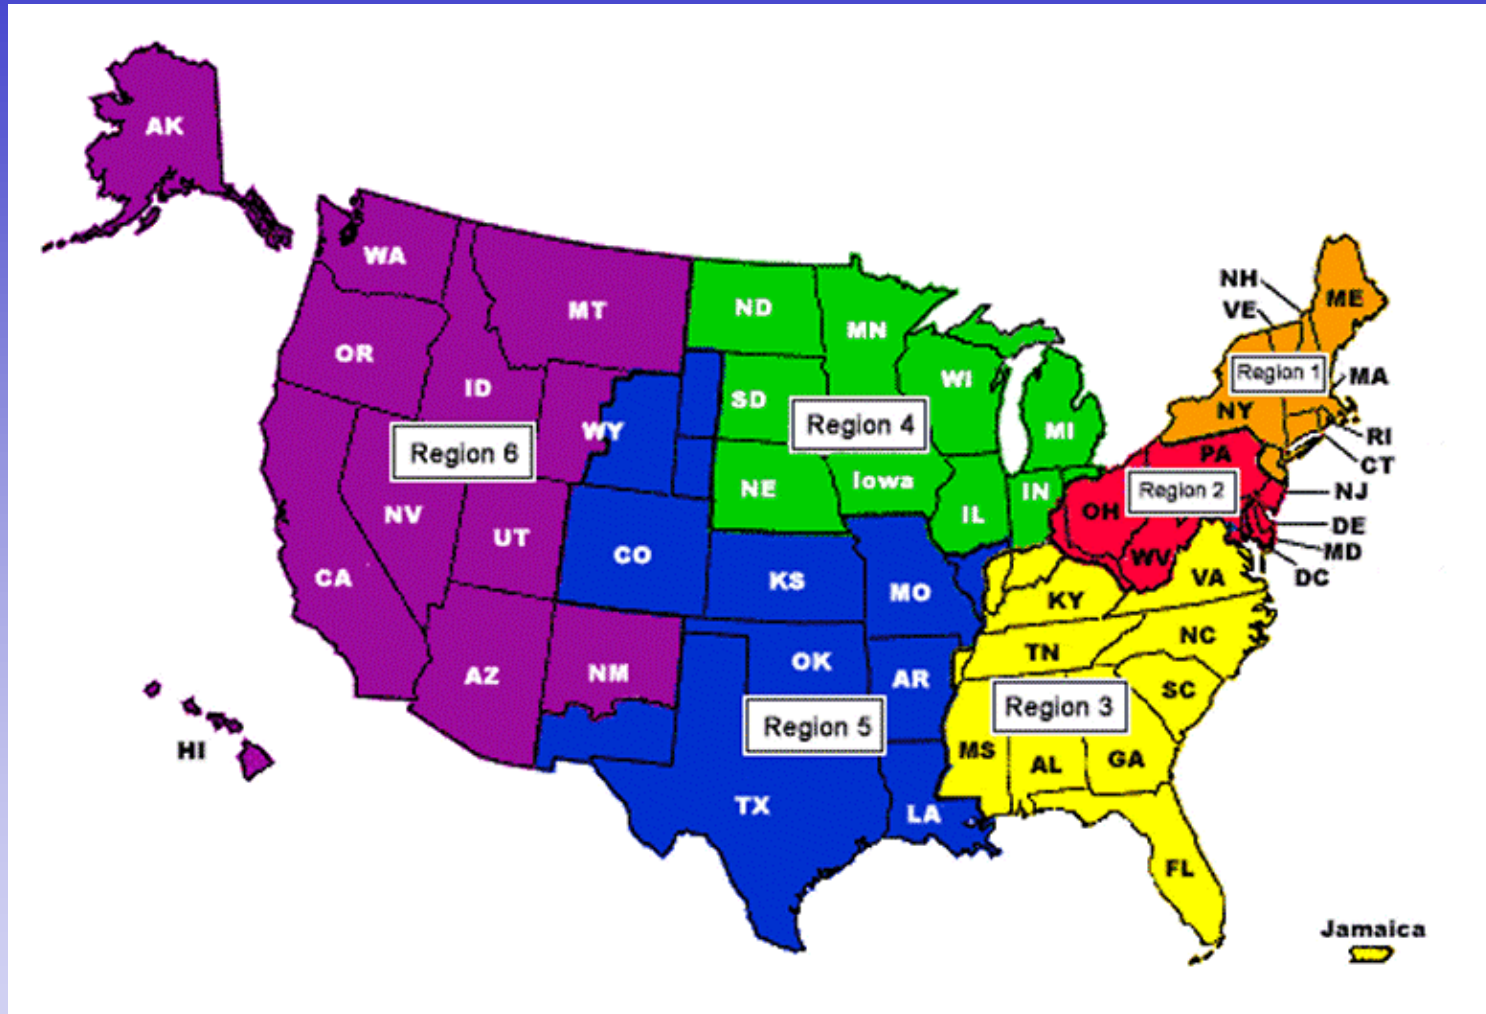 AK
WA
MT
ND
MN
NH
VE
ME
OR
ID
SD
WI
Region 1
MA
WY
Region 4
MI
NY
RI
Region 6
PA
CT
NE
Iowa
IN
Region 2
NJ
NV
UT
IL
OH
DE
CO
WV
MD
CA
KS
MO
KY
VA
DC
AZ
NM
OK
AR
TN
NC
HI
Region 5
Region 3
SC
TX
LA
MS
AL
GA
FL
Jamaica